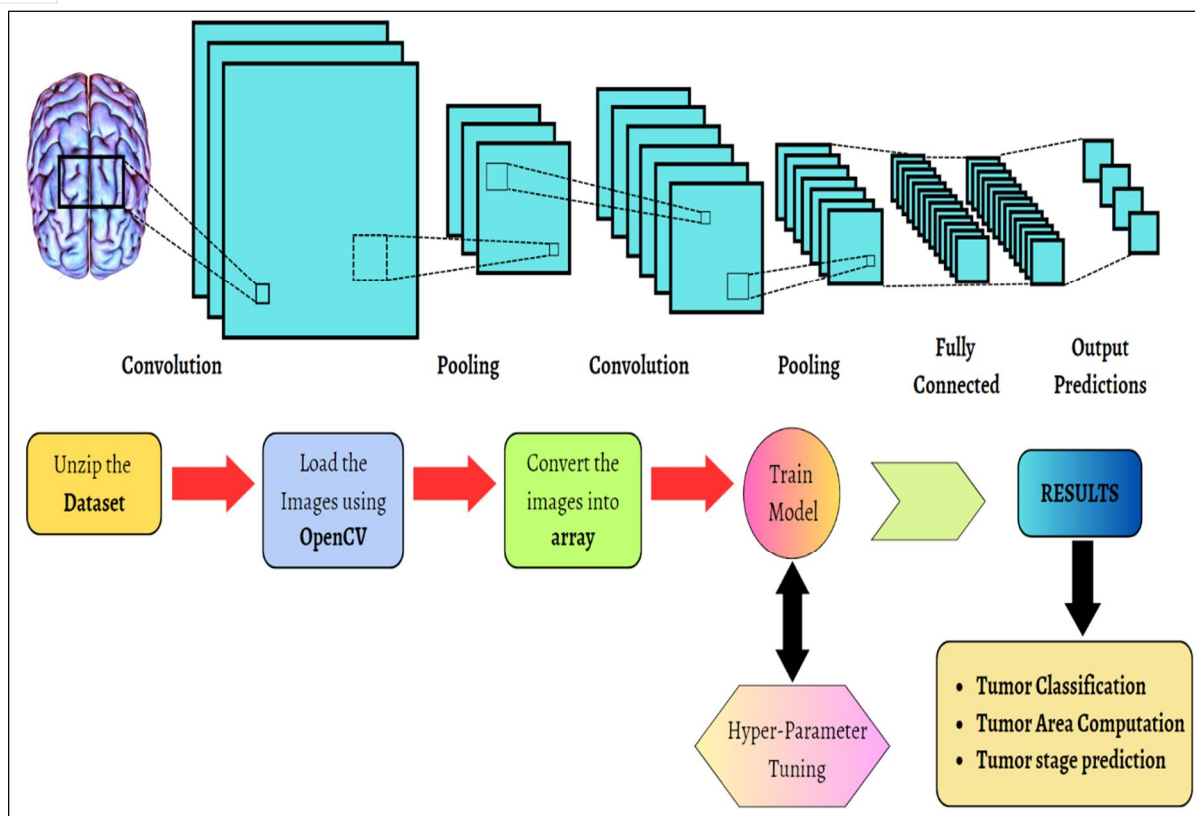 Convolution
Pooling
Convolution
Pooling
Fully
Connected
Output
Predictions
Unzip the
Dataset
Load the
Images using
OpenCV
Convert the
images into
array
Train
Model
RESULTS
Hyper-Parameter
Tuning
• Tumor Classification
• Tumor Area Computation
• Tumor stage prediction